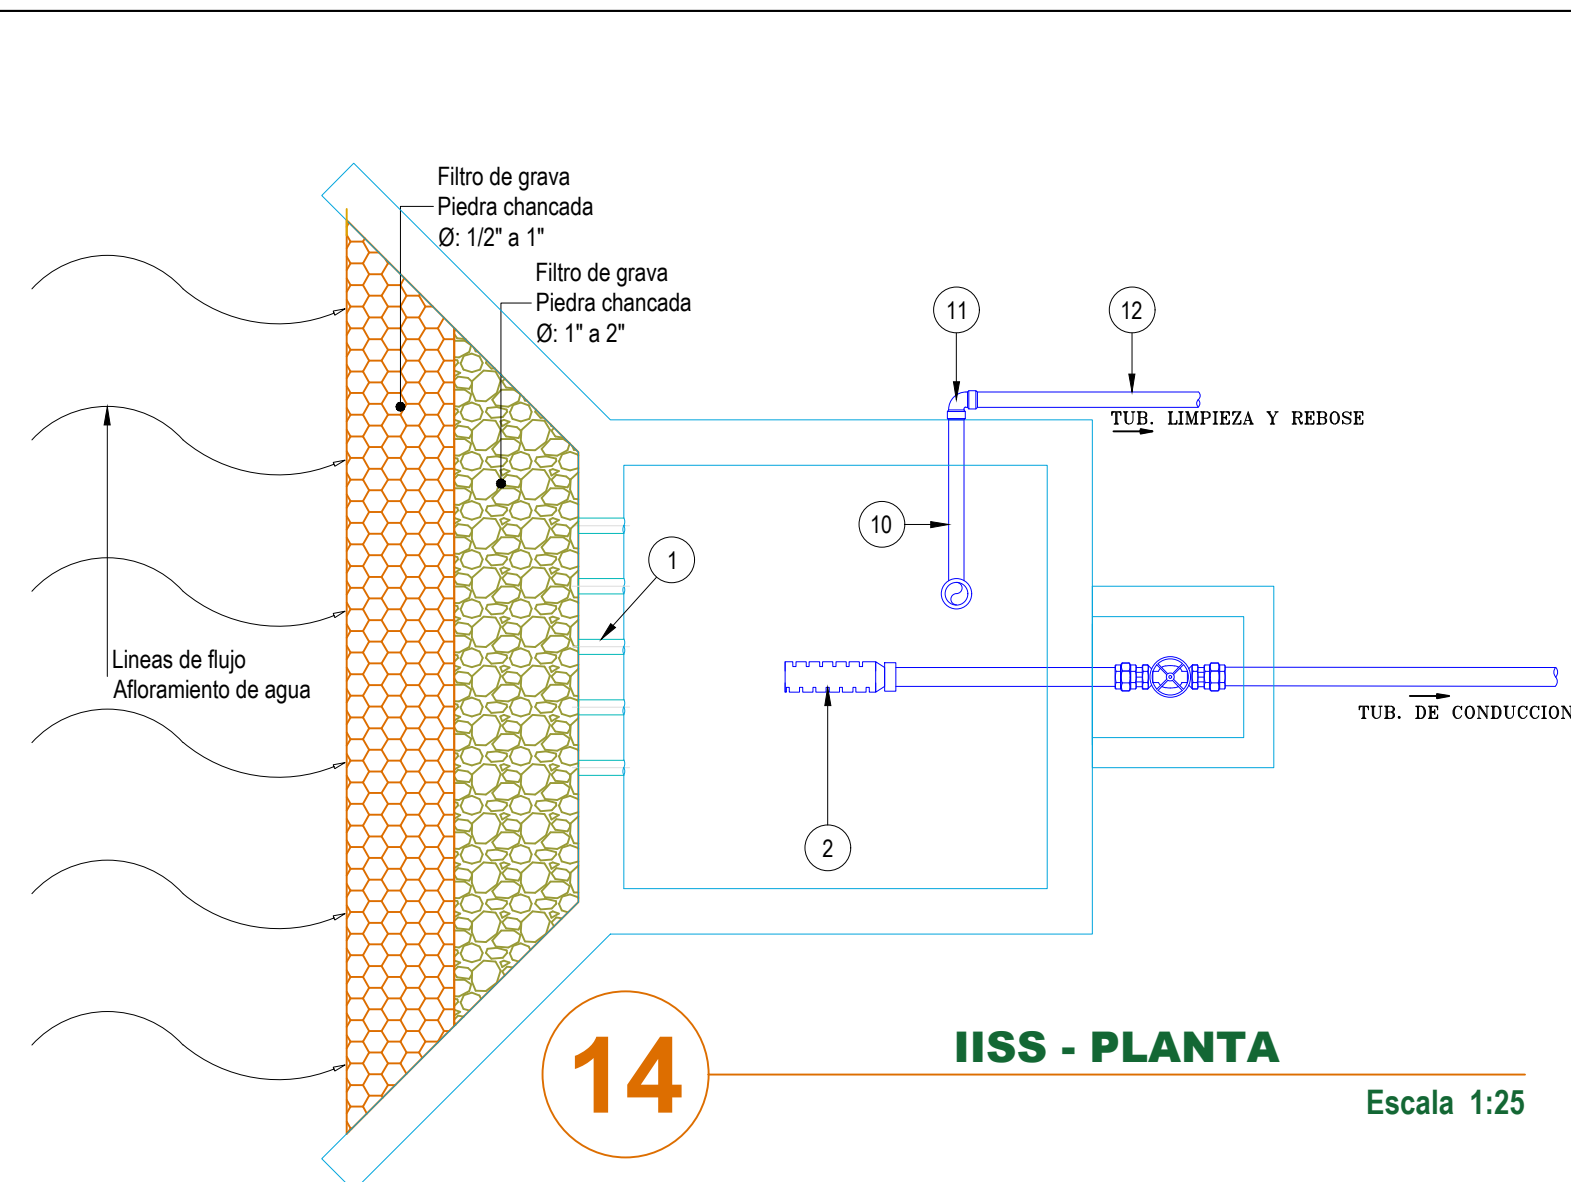 Filtro de grava
Piedra chancada
Ø: 1/2" a 1"
Filtro de grava
Piedra chancada
Ø: 1" a 2"
11
12
TUB. LIMPIEZA Y REBOSE
10
1
Lineas de flujo
Afloramiento de agua
TUB. DE CONDUCCION
2
14
IISS - PLANTA
Escala 1:25